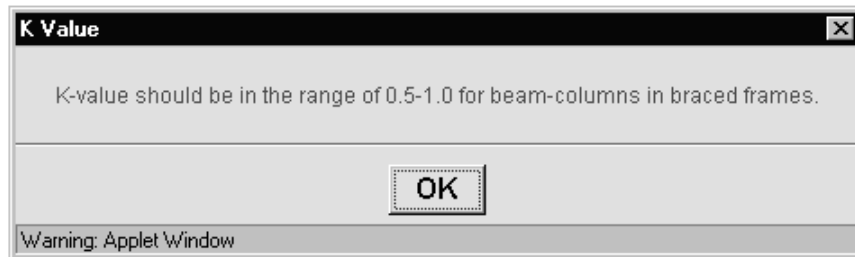 K Value
K-value should be in the range of 0.5-1.0 for beam-columns in braced frames.
OK
Warning: Applet Window